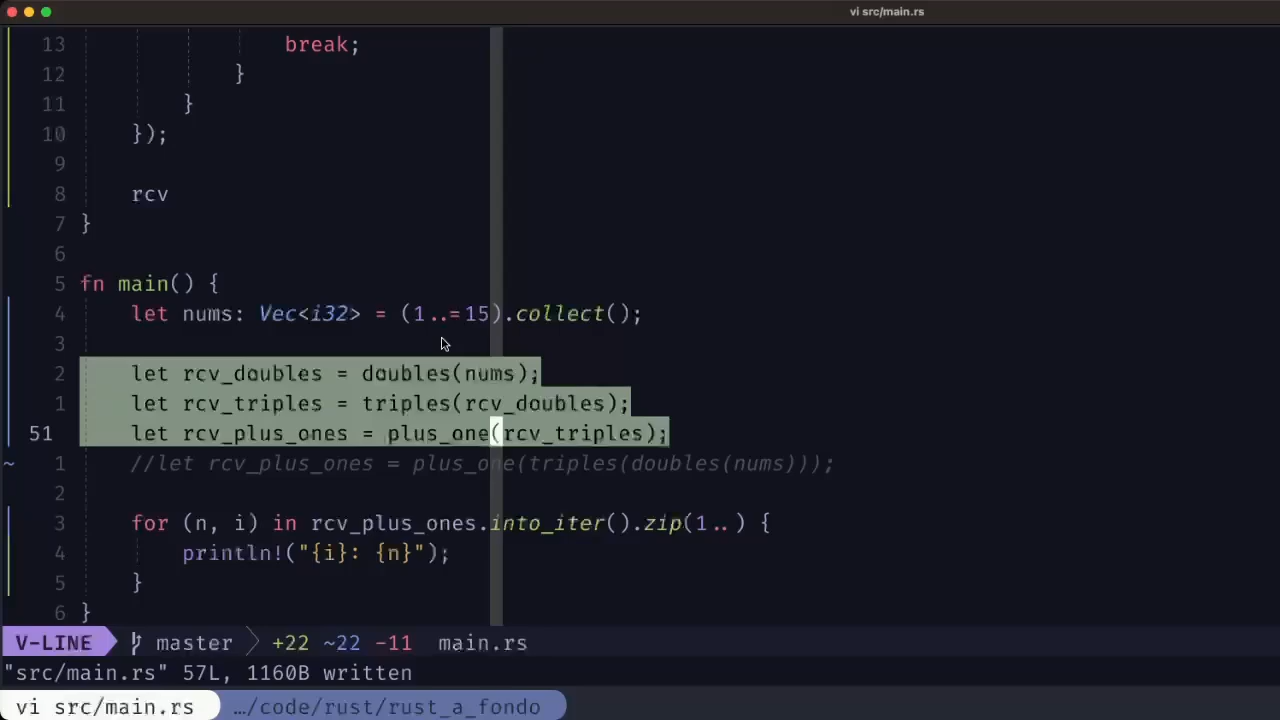 vi src/main.rs
13 break;
12 }
11 }
10 });
9
8 rcv
7 }
6
5 fn main() {
4 let nums: Vec<i32> = (1..=15).collect();
3
2 let rcv_doubles = doubles(nums);
1 let rcv_triples = triples(rcv_doubles);
51 let rcv_plus_ones = plus_one(rcv_triples);
~ 1 //let rcv_plus_ones = plus_one(triples(doubles(nums)));
2
3 for (n, i) in rcv_plus_ones.into_iter().zip(1..) {
4 println!("{i}: {n}");
5 }
6 }
V-LINE master +22 ~22 -11 main.rs
"src/main.rs" 57L, 1160B written
vi src/main.rs …/code/rust/rust_a_fondo